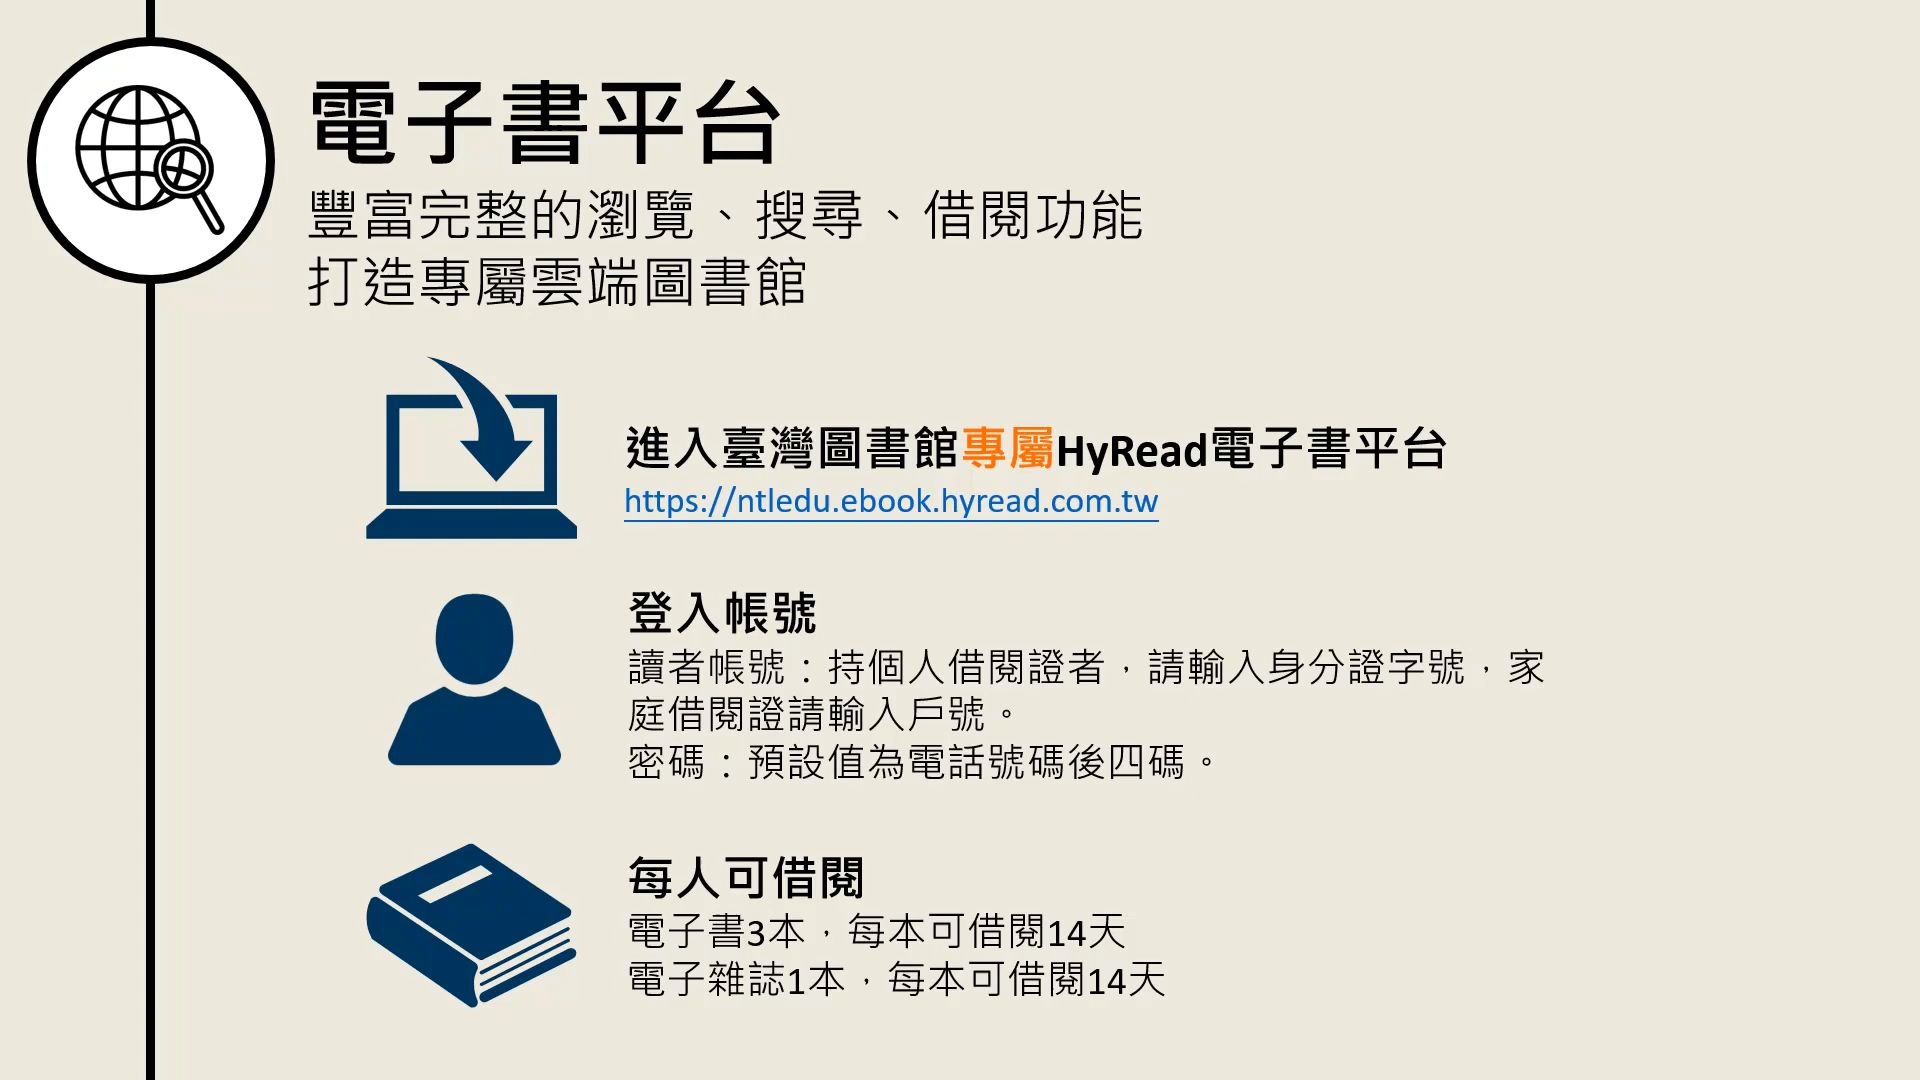 電子書平台
豐富完整的瀏覽、搜尋、借閱功能
打造專屬雲端圖書館
進入臺灣圖書館專屬HyRead電子書平台
https://ntledu.ebook.hyread.com.tw
登入帳號
讀者帳號：持個人借閱證者，請輸入身分證字號，家
庭借閱證請輸入戶號。
密碼：預設值為電話號碼後四碼。
每人可借閱
電子書3本，每本可借閱14天
電子雜誌1本，每本可借閱14天